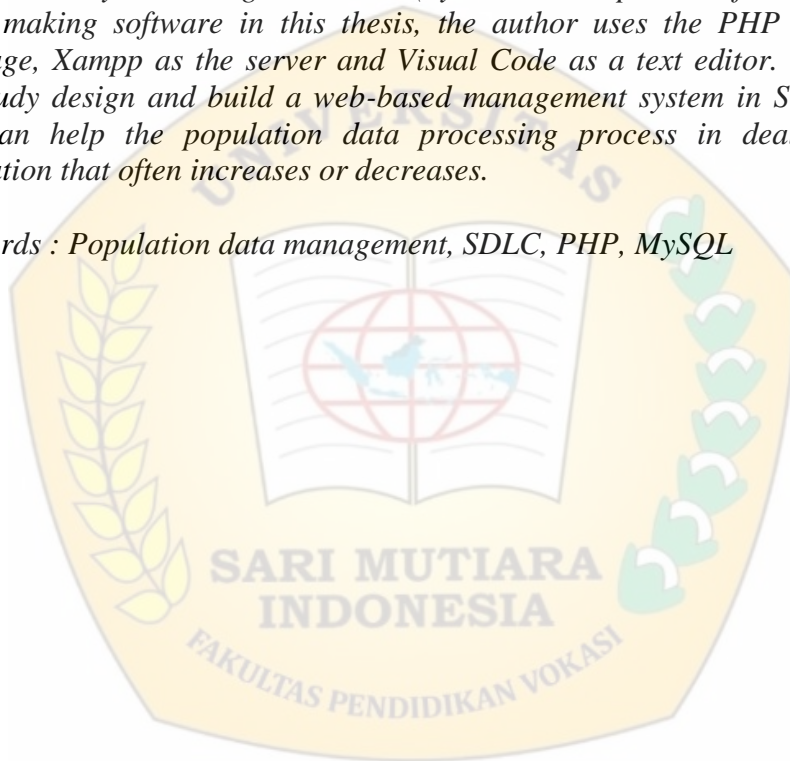 making software in this thesis, the author uses the PHP
ge, Xampp as the server and Visual Code as a text editor.
udy design and build a web-based management system in S
an help the population data processing process in dea
ation that often increases or decreases.
rds : Population data management, SDLC, PHP, MySQL
UNIVERSITAS
SARI MUTIARA
INDONESIA
FAKULTAS PENDIDIKAN VOKASI